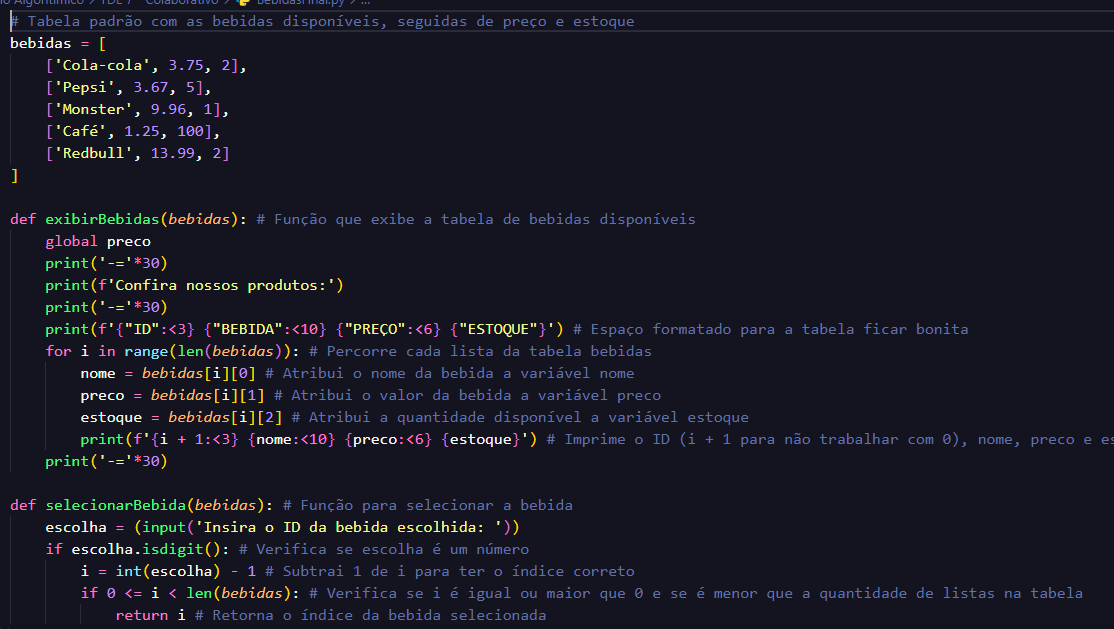 TDE / Colaborativo > BebidasFinal.py > ...
# Tabela padrão com as bebidas disponíveis, seguidas de preço e estoque
bebidas = [
    ['Cola-cola', 3.75, 2],
    ['Pepsi', 3.67, 5],
    ['Monster', 9.96, 1],
    ['Café', 1.25, 100],
    ['Redbull', 13.99, 2]
]
def exibirBebidas(bebidas): # Função que exibe a tabela de bebidas disponíveis
    global preco
    print('-='*30)
    print(f'Confira nossos produtos:')
    print('-='*30)
    print(f'{"ID":<3} {"BEBIDA":<10} {"PREÇO":<6} {"ESTOQUE"}') # Espaço formatado para a tabela ficar bonita
    for i in range(len(bebidas)): # Percorre cada lista da tabela bebidas
        nome = bebidas[i][0] # Atribui o nome da bebida a variável nome
        preco = bebidas[i][1] # Atribui o valor da bebida a variável preco
        estoque = bebidas[i][2] # Atribui a quantidade disponível a variável estoque
        print(f'{i + 1:<3} {nome:<10} {preco:<6} {estoque}') # Imprime o ID (i + 1 para não trabalhar com 0), nome, preco e es
    print('-='*30)
def selecionarBebida(bebidas): # Função para selecionar a bebida
    escolha = (input('Insira o ID da bebida escolhida: '))
    if escolha.isdigit(): # Verifica se escolha é um número
        i = int(escolha) - 1 # Subtrai 1 de i para ter o índice correto
        if 0 <= i < len(bebidas): # Verifica se i é igual ou maior que 0 e se é menor que a quantidade de listas na tabela
            return i # Retorna o índice da bebida selecionada